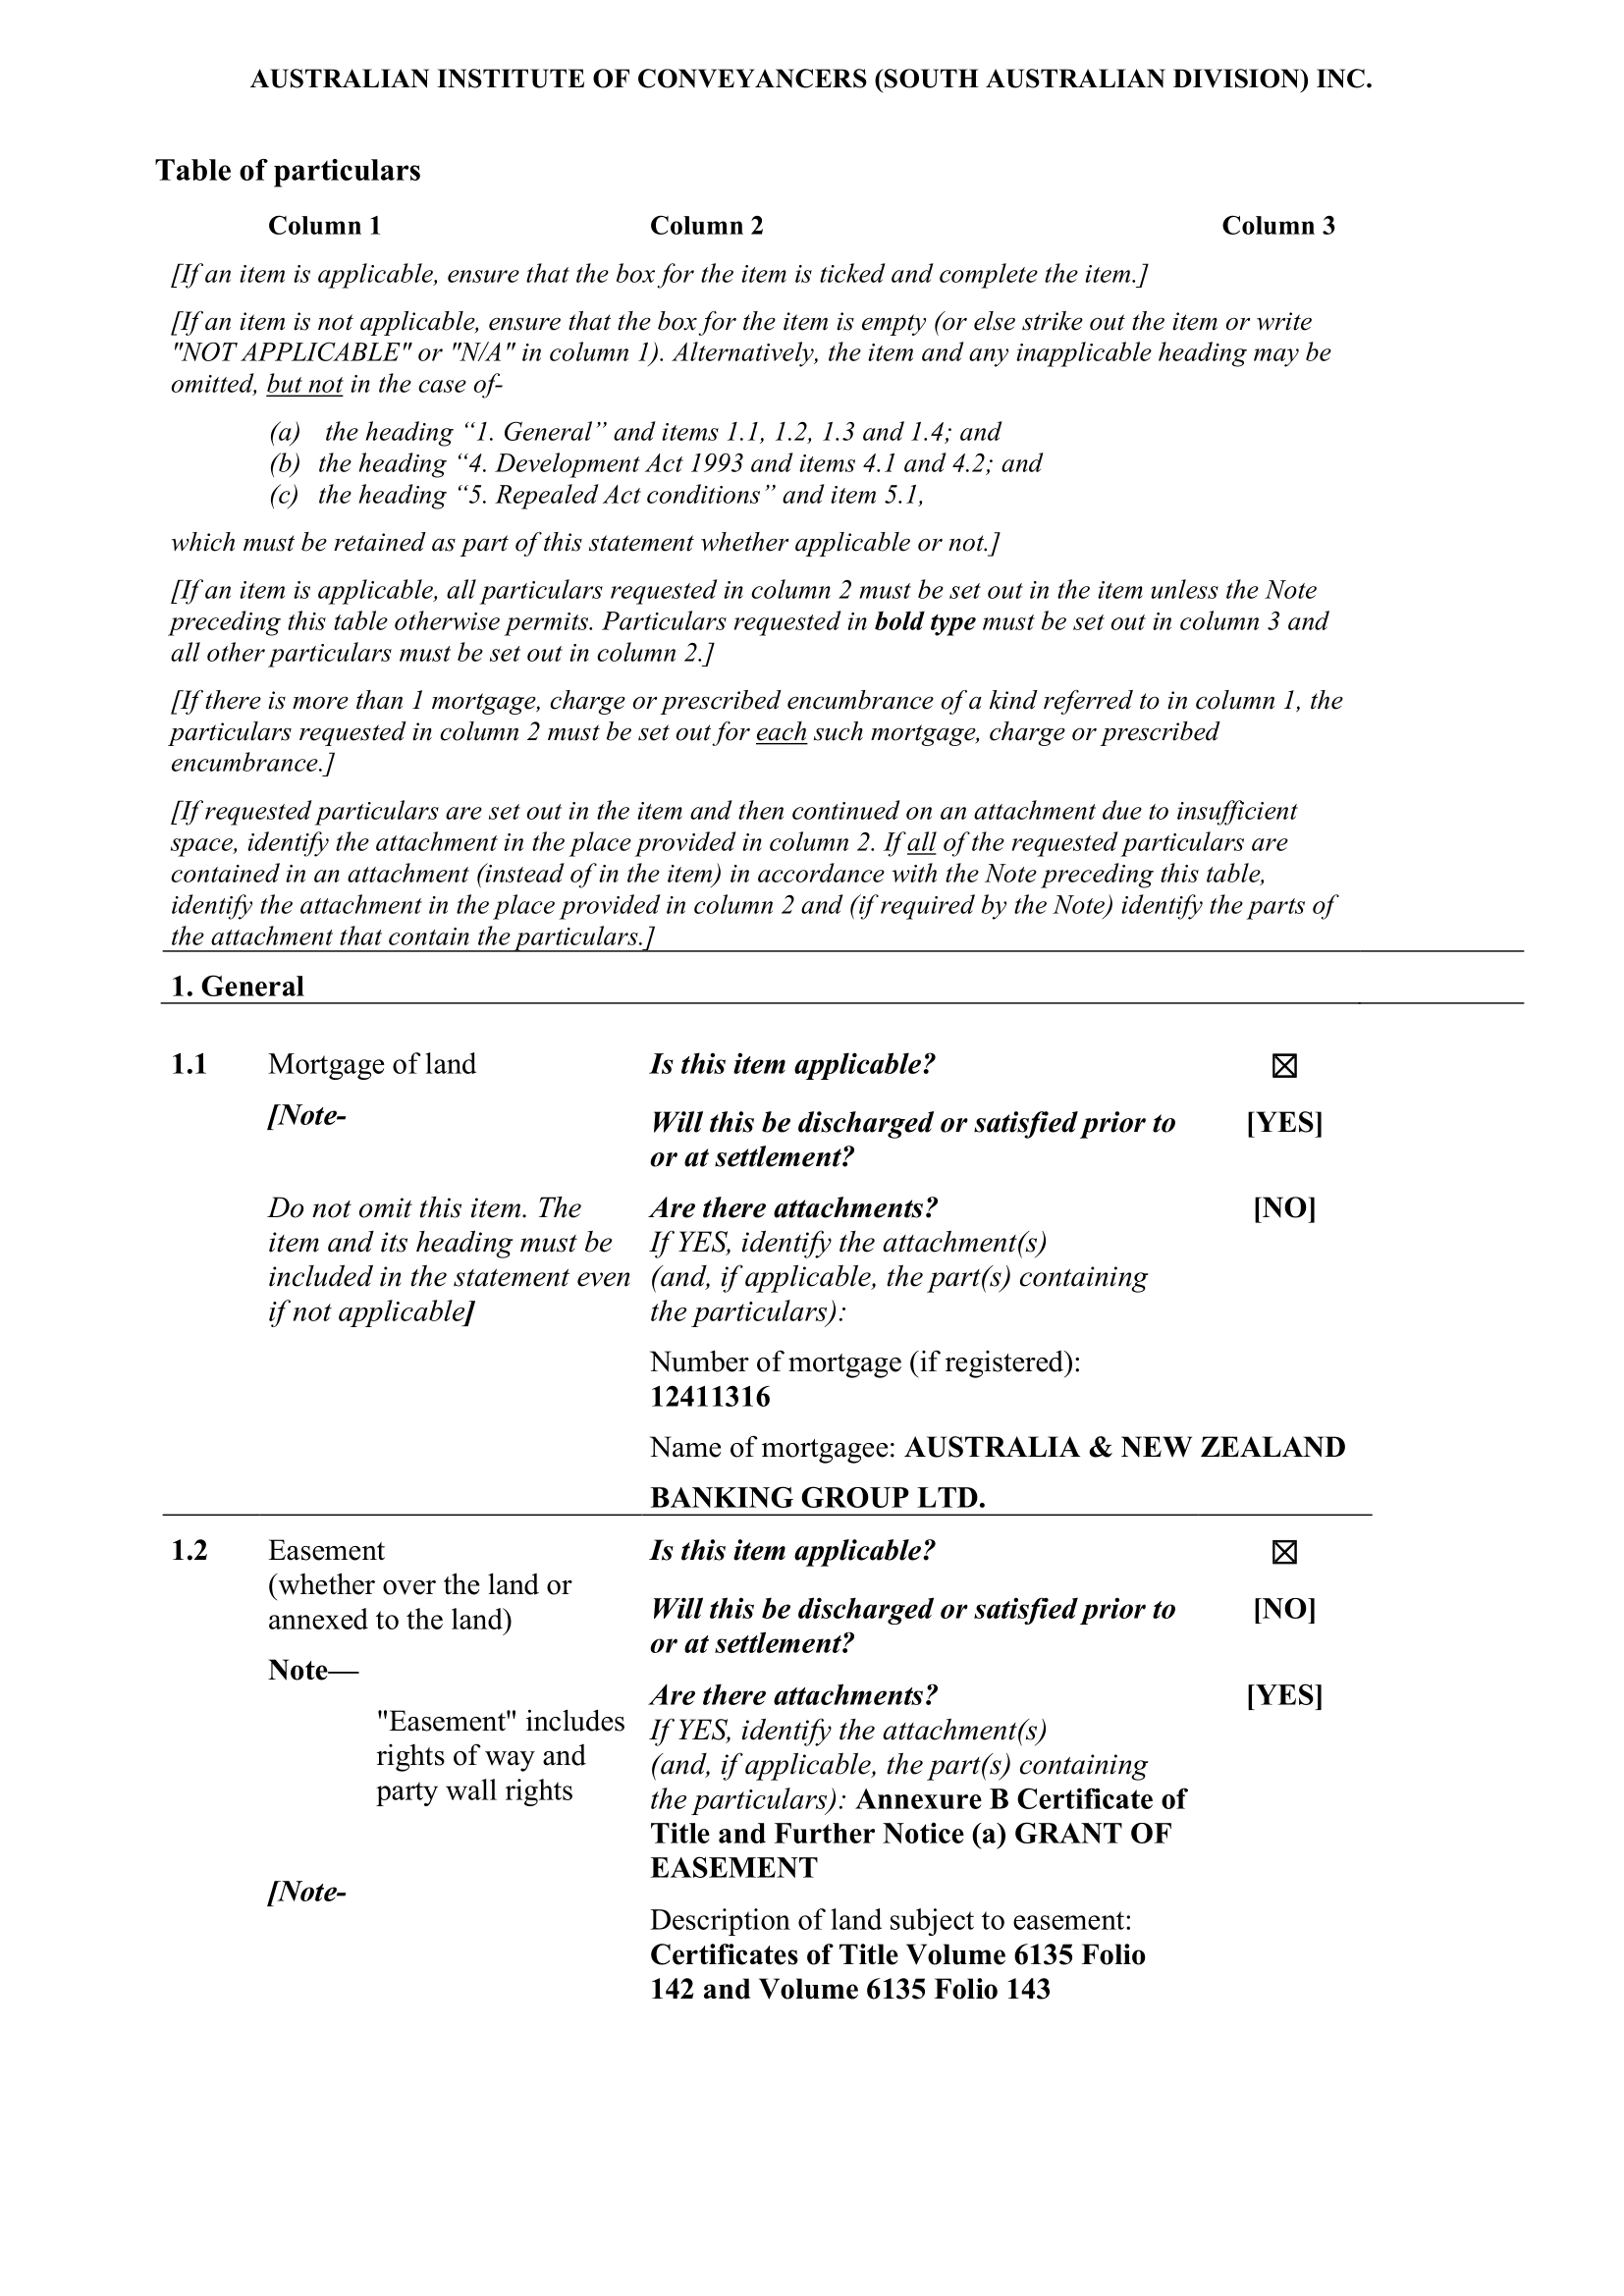 AUSTRALIAN INSTITUTE OF CONVEYANCERS (SOUTH AUSTRALIAN DIVISION) INC.
Table of particulars
Column 1 Column 2 Column 3
[If an item is applicable, ensure that the box for the item is ticked and complete the item.]
[If an item is not applicable, ensure that the box for the item is empty (or else strike out the item or write
"NOT APPLICABLE" or "N/A" in column 1). Alternatively, the item and any inapplicable heading may be
omitted, but not in the case of-
(a) the heading “1. General” and items 1.1, 1.2, 1.3 and 1.4; and
(b) the heading “4. Development Act 1993 and items 4.1 and 4.2; and
(c) the heading “5. Repealed Act conditions” and item 5.1,
which must be retained as part of this statement whether applicable or not.]
[If an item is applicable, all particulars requested in column 2 must be set out in the item unless the Note
preceding this table otherwise permits. Particulars requested in bold type must be set out in column 3 and
all other particulars must be set out in column 2.]
[If there is more than 1 mortgage, charge or prescribed encumbrance of a kind referred to in column 1, the
particulars requested in column 2 must be set out for each such mortgage, charge or prescribed
encumbrance.]
[If requested particulars are set out in the item and then continued on an attachment due to insufficient
space, identify the attachment in the place provided in column 2. If all of the requested particulars are
contained in an attachment (instead of in the item) in accordance with the Note preceding this table,
identify the attachment in the place provided in column 2 and (if required by the Note) identify the parts of
the attachment that contain the particulars.]
1. General
1.1 Mortgage of land
[Note-
Do not omit this item. The
item and its heading must be
included in the statement even
if not applicable]
Is this item applicable? ☒
Will this be discharged or satisfied prior to [YES]
or at settlement?
Are there attachments? [NO]
If YES, identify the attachment(s)
(and, if applicable, the part(s) containing
the particulars):
Number of mortgage (if registered):
12411316
Name of mortgagee: AUSTRALIA & NEW ZEALAND
BANKING GROUP LTD.
1.2 Easement
(whether over the land or
annexed to the land)
Note—
"Easement" includes
rights of way and
party wall rights
[Note-
Is this item applicable? ☒
Will this be discharged or satisfied prior to [NO]
or at settlement?
Are there attachments? [YES]
If YES, identify the attachment(s)
(and, if applicable, the part(s) containing
the particulars): Annexure B Certificate of
Title and Further Notice (a) GRANT OF
EASEMENT
Description of land subject to easement:
Certificates of Title Volume 6135 Folio
142 and Volume 6135 Folio 143